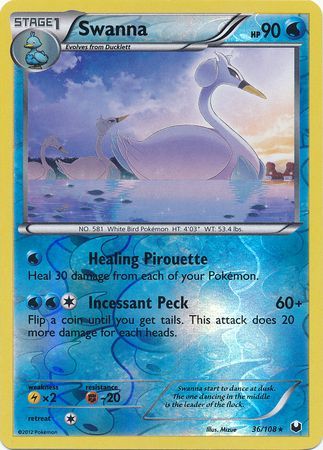 STAGE1 Swanna HP90
Evolves from Ducklett
NO. 581 White Bird Pokémon HT: 4'03" WT: 53.4 lbs.
Healing Pirouette
Heal 30 damage from each of your Pokémon.
Incessant Peck 60+
Flip a coin until you get tails. This attack does 20
more damage for each heads.
weakness resistance
×2 -20
retreat
Swanna start to dance at dusk.
The one dancing in the middle
is the leader of the flock.
©2012 Pokémon Illus. Mizue 36/108★